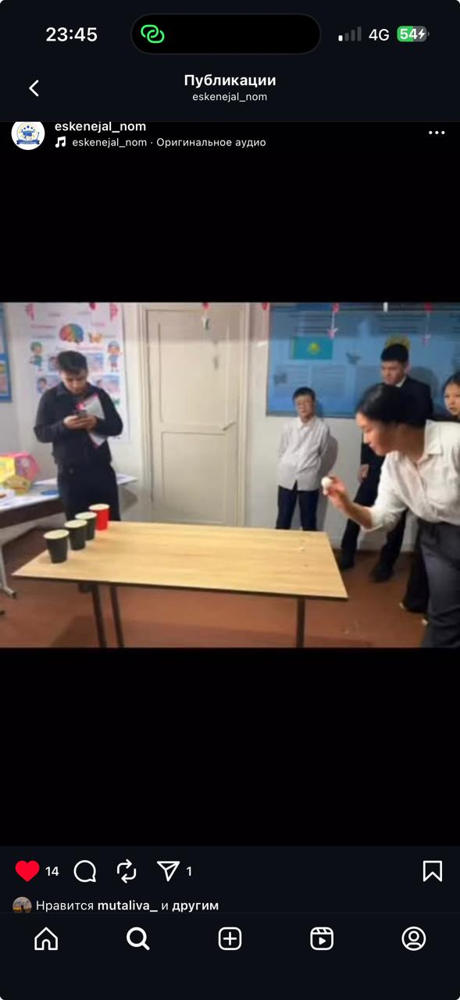 23:45
4G
54
Публикации
eskenejal_nom
eskenejal_nom
eskenejal_nom · Оригинальное аудио
14
1
Нравится mutaliva_ и другим